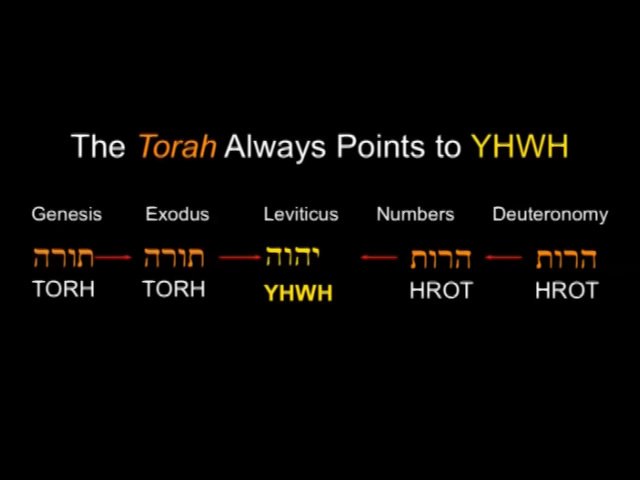 The Torah Always Points to YHWH
Genesis Exodus Leviticus Numbers Deuteronomy
תורה תורה יהוה הרות הרות
TORH TORH YHWH HROT HROT